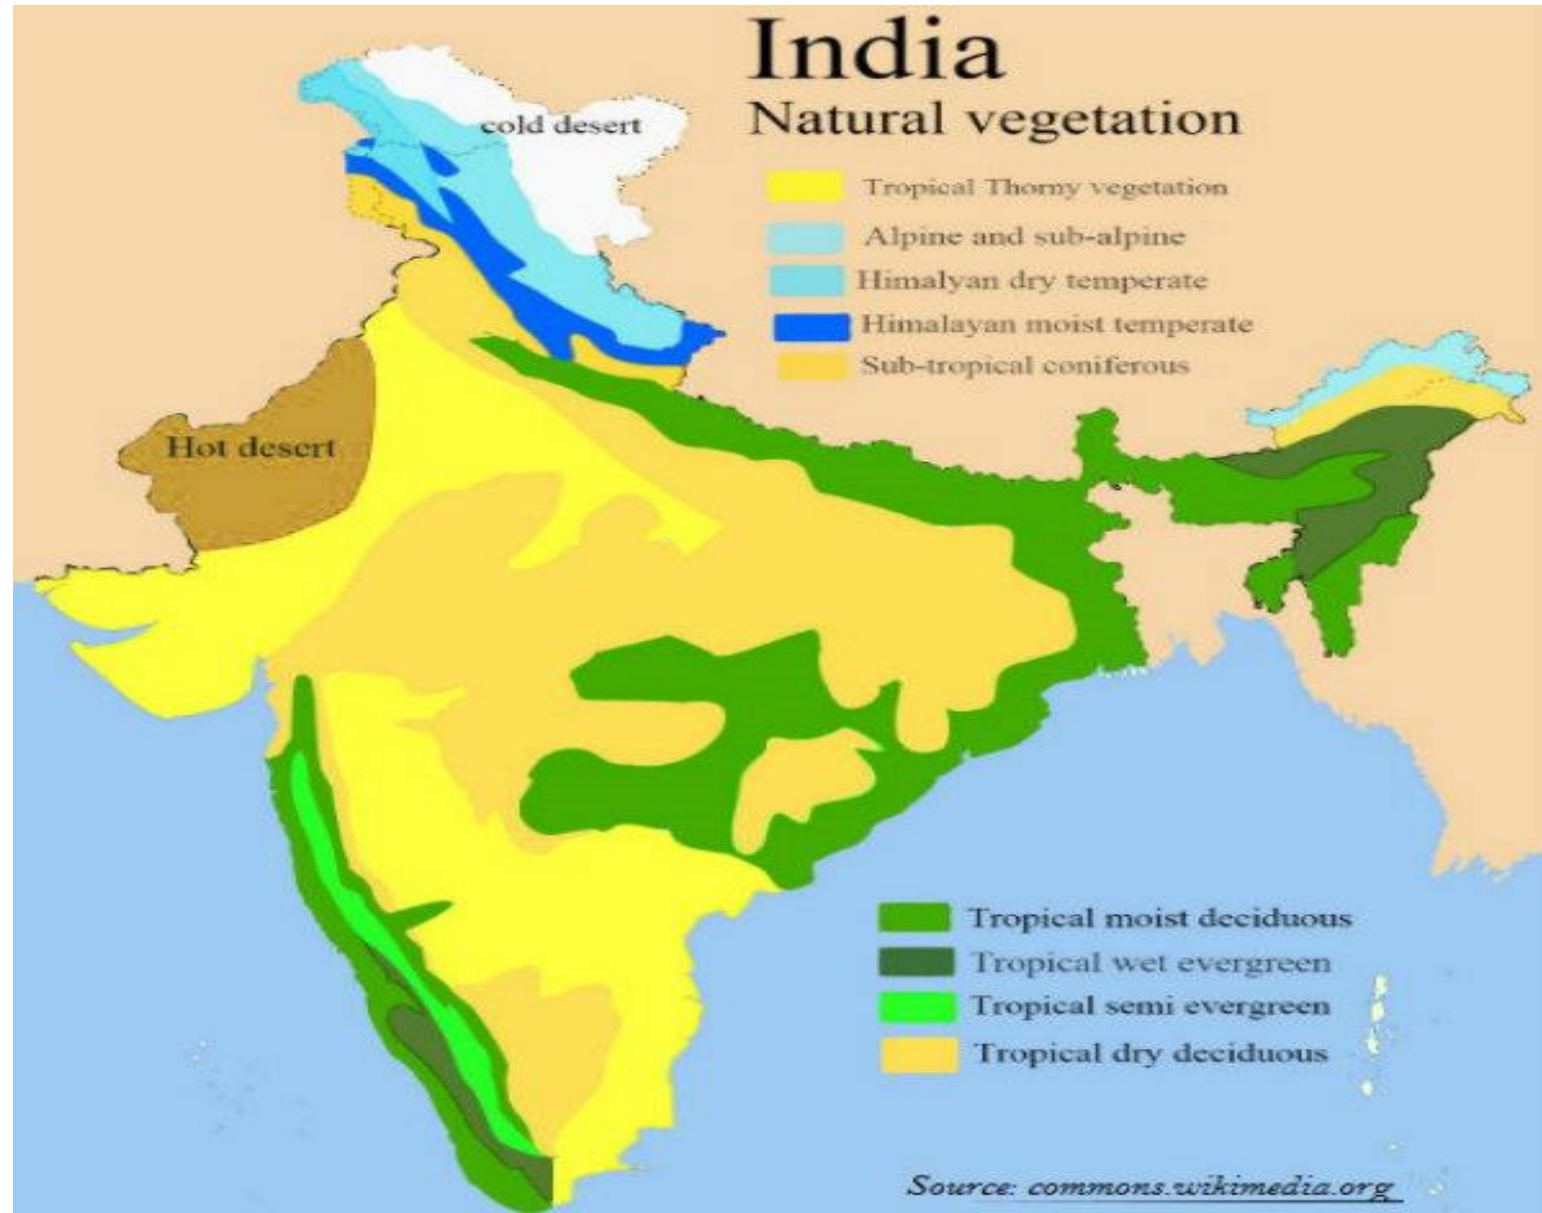 India
Natural vegetation
cold desert
Tropical Thorny vegetation
Alpine and sub-alpine
Himalyan dry temperate
Himalayan moist temperate
Sub-tropical coniferous
Hot desert
Tropical moist deciduous
Tropical wet evergreen
Tropical semi evergreen
Tropical dry deciduous
Source: commons.wikimedia.org